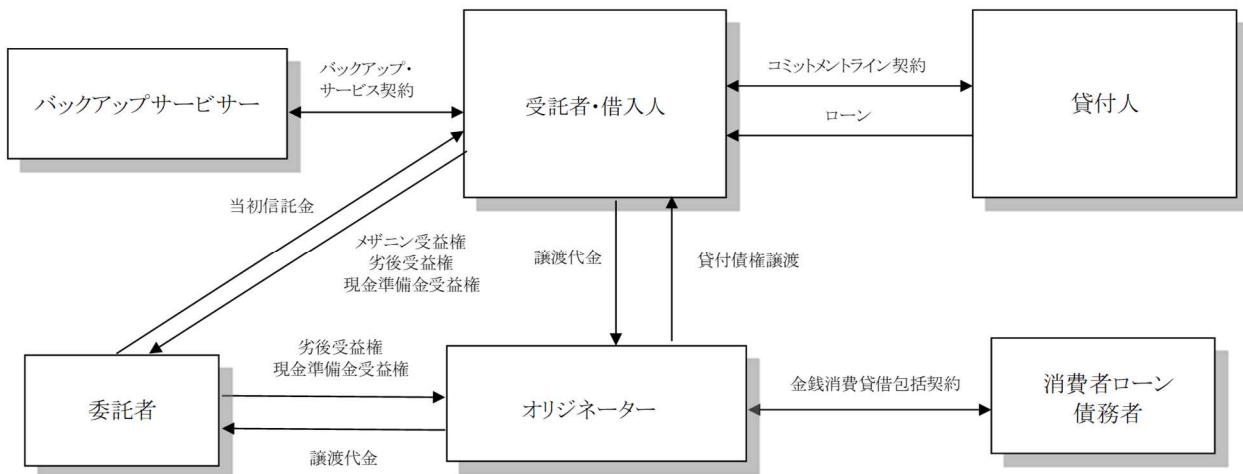 バックアップサービサー
バックアップ・
サービス契約
受託者・借入人
コミットメントライン契約
ローン
貸付人
当初信託金
メザニン受益権
劣後受益権
現金準備金受益権
譲渡代金
貸付債権譲渡
委託者
劣後受益権
現金準備金受益権
譲渡代金
オリジネーター
金銭消費貸借包括契約
消費者ローン
債務者